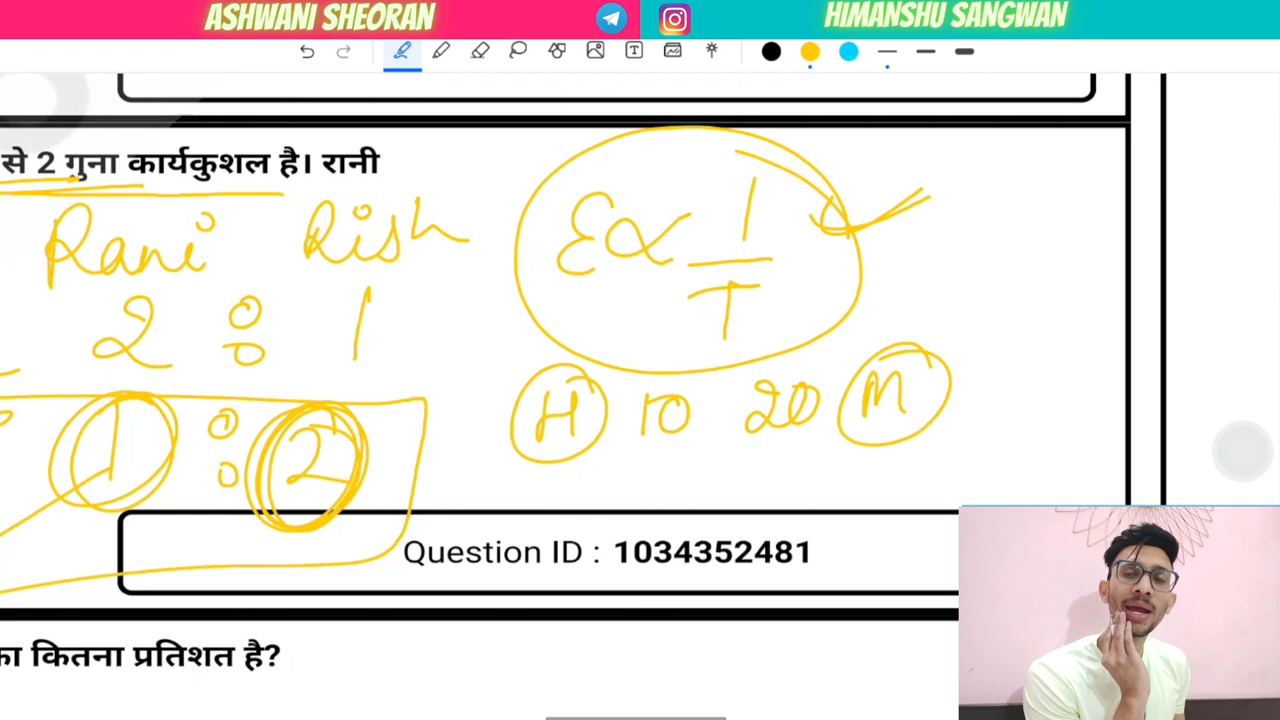 ASHWANI SHEORAN
HIMANSHU SANGWAN
से 2 गुना कार्यकुशल है। रानी
Rani Rish
2 : 1
1 : 2
E ∝ 1/T
H 10 20 M
Question ID : 1034352481
का कितना प्रतिशत है?